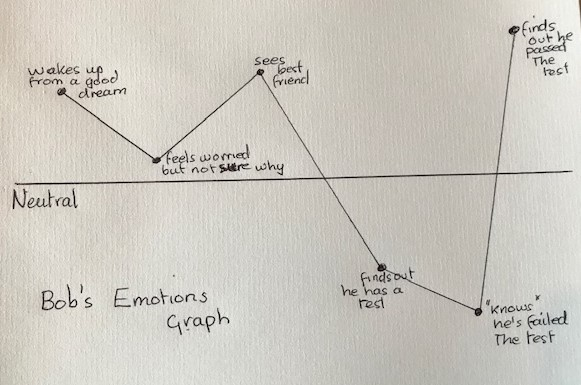 Wakes up
from a good
dream
feels worried
but not sure why
sees
best
friend
Neutral
finds out
he has a
test
"knows"
he's failed
The test
finds
out he
passed
The
test
Bob's Emotions
Graph